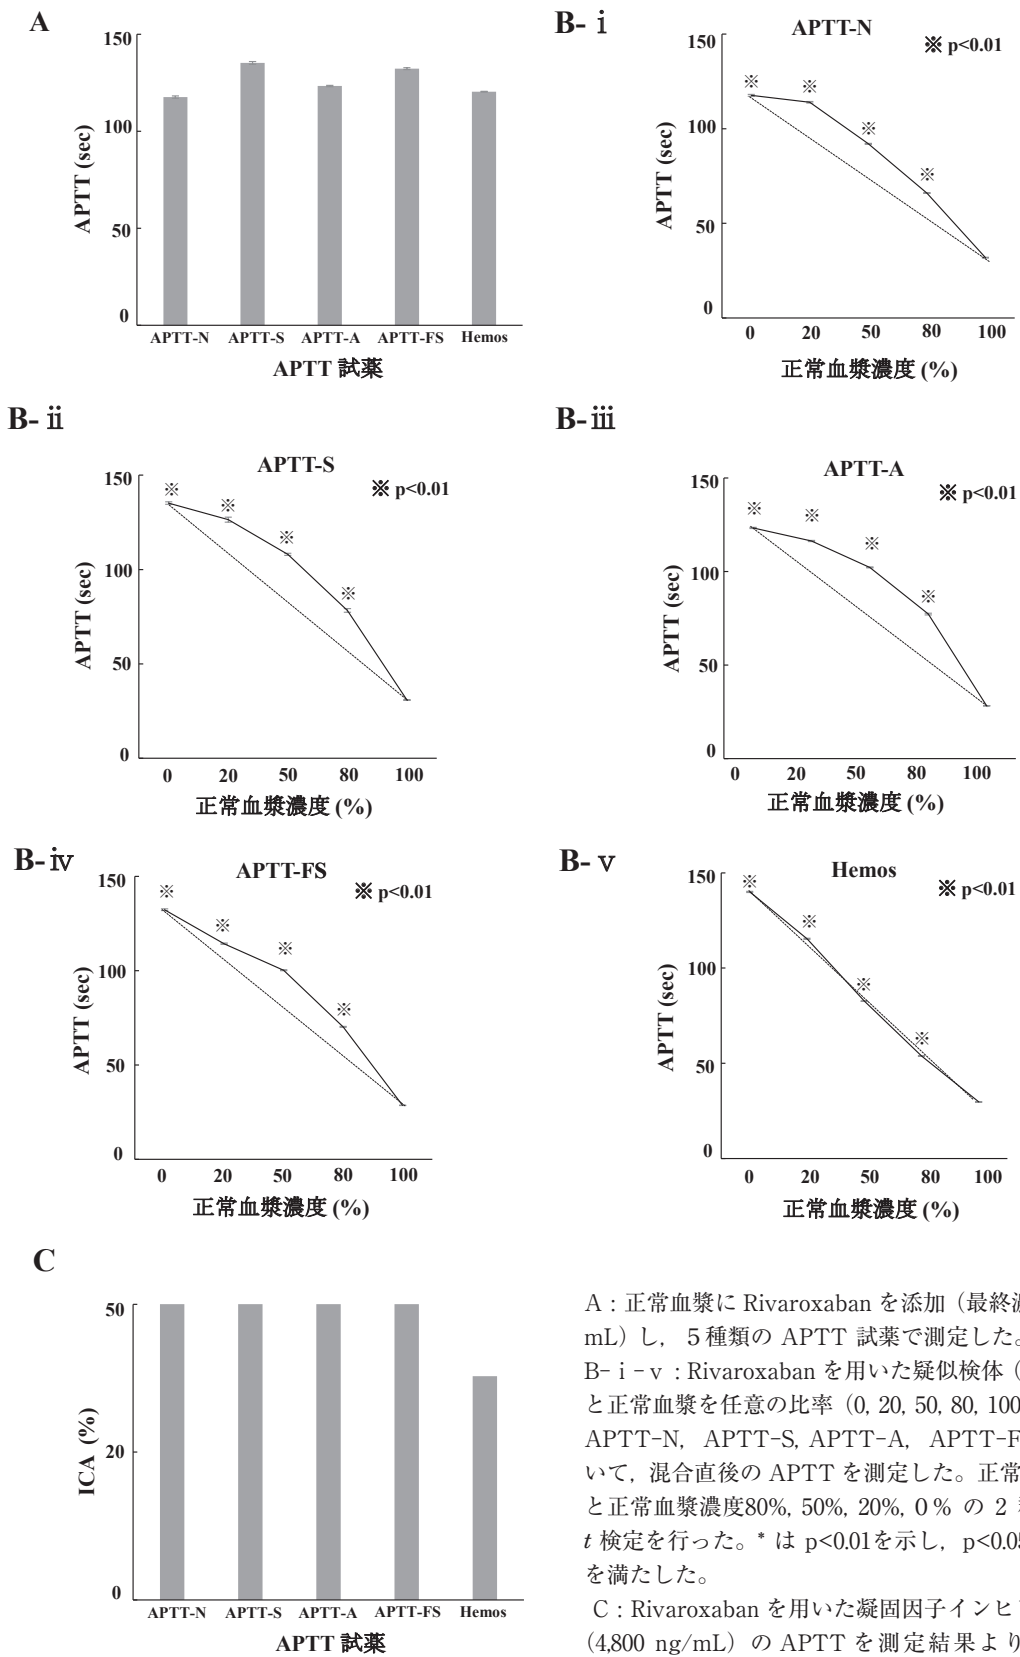 A
150
100
50
0
APTT (sec)
APTT-N APTT-S APTT-A APTT-FS Hemos
APTT 試薬
B- ⅰ
APTT-N
※ p<0.01
150
100
50
0
APTT (sec)
※ ※ ※ ※
0 20 50 80 100
正常血漿濃度 (%)
B- ⅱ
APTT-S
※ p<0.01
150
100
50
0
APTT (sec)
※ ※ ※ ※
0 20 50 80 100
正常血漿濃度 (%)
B- ⅲ
APTT-A
※ p<0.01
150
100
50
0
APTT (sec)
※ ※ ※ ※
0 20 50 80 100
正常血漿濃度 (%)
B- ⅳ
APTT-FS
※ p<0.01
150
100
50
0
APTT (sec)
※ ※ ※ ※
0 20 50 80 100
正常血漿濃度 (%)
B- ⅴ
Hemos
※ p<0.01
150
100
50
0
APTT (sec)
※ ※ ※ ※
0 20 50 80 100
正常血漿濃度 (%)
C
50
20
0
ICA (%)
APTT-N APTT-S APTT-A APTT-FS Hemos
APTT 試薬
A : 正常血漿に Rivaroxaban を添加（最終濃
mL）し， 5種類の APTT 試薬で測定した。
B- ⅰ - ⅴ : Rivaroxaban を用いた疑似検体（
と正常血漿を任意の比率（0, 20, 50, 80, 100
APTT-N， APTT-S, APTT-A， APTT-F
いて，混合直後の APTT を測定した。正常
と正常血漿濃度80%, 50%, 20%, 0 % の 2
t 検定を行った。* は p<0.01を示し，p<0.05
を満たした。
C : Rivaroxaban を用いた凝固因子インヒ
(4,800 ng/mL）の APTT を測定結果より